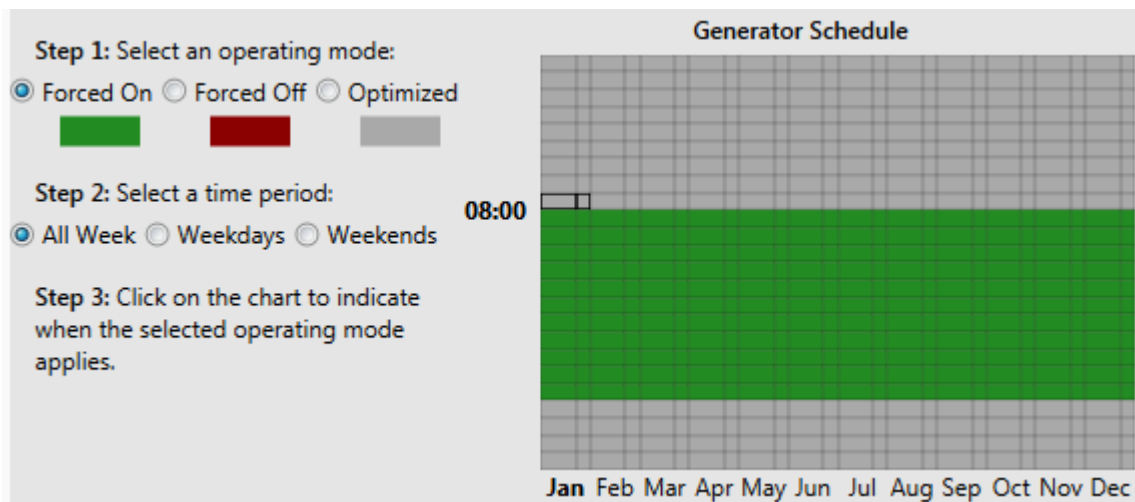 Step 1: Select an operating mode:
Forced On Forced Off Optimized
Step 2: Select a time period:
All Week Weekdays Weekends
Step 3: Click on the chart to indicate
when the selected operating mode
applies.
Generator Schedule
08:00
Jan Feb Mar Apr May Jun Jul Aug Sep Oct Nov Dec